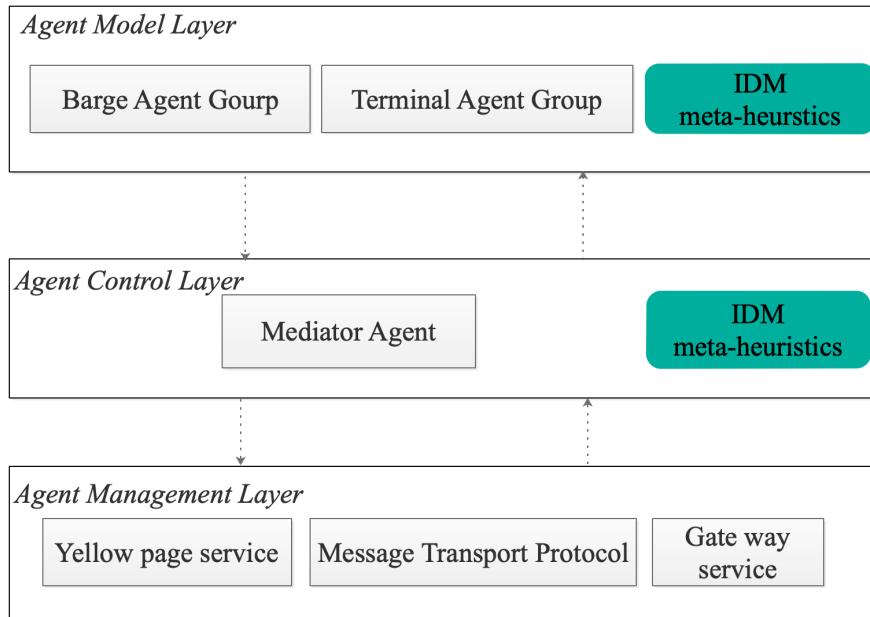 Agent Model Layer
Barge Agent Gourp
Terminal Agent Group
IDM
meta-heurstics
Agent Control Layer
Mediator Agent
IDM
meta-heuristics
Agent Management Layer
Yellow page service
Message Transport Protocol
Gate way
service